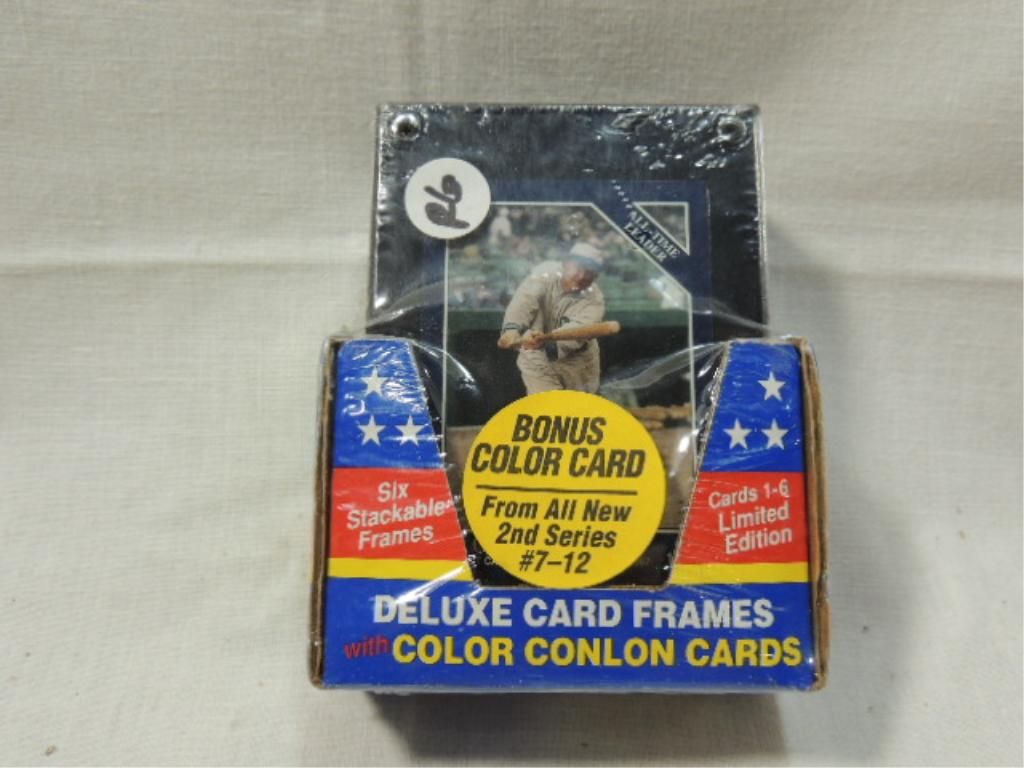 ALL-TIME
LEADER
BONUS
COLOR CARD
From All New
2nd Series
#7-12
Six
Stackable
Frames
Cards 1-6
Limited
Edition
DELUXE CARD FRAMES
with COLOR CONLON CARDS